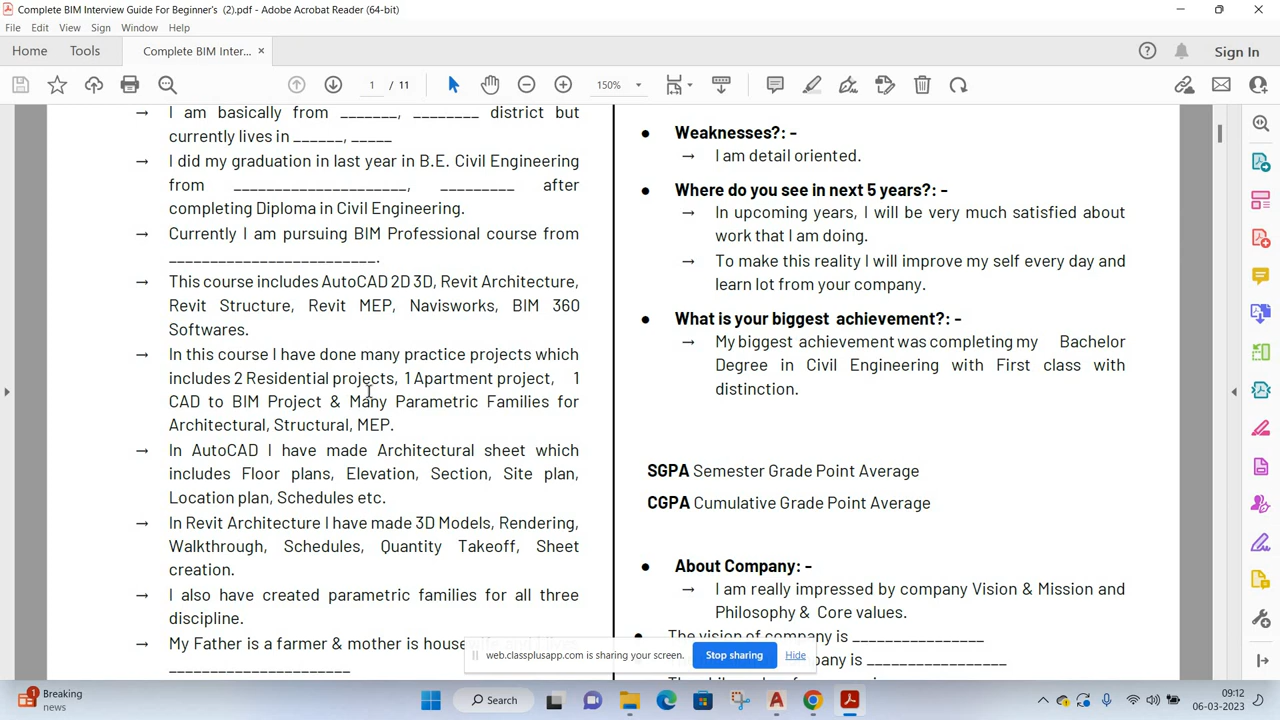 Complete BIM Interview Guide For Beginner's (2).pdf - Adobe Acrobat Reader (64-bit)
File Edit View Sign Window Help
Home Tools Complete BIM Inter... × Sign In
1 / 11 150%
→ I am basically from _______, ________ district but
currently lives in ______, _____
→ I did my graduation in last year in B.E. Civil Engineering
from _____________________, _________ after
completing Diploma in Civil Engineering.
→ Currently I am pursuing BIM Professional course from
_________________________.
→ This course includes AutoCAD 2D 3D, Revit Architecture,
Revit Structure, Revit MEP, Navisworks, BIM 360
Softwares.
→ In this course I have done many practice projects which
includes 2 Residential projects, 1 Apartment project, 1
CAD to BIM Project & Many Parametric Families for
Architectural, Structural, MEP.
→ In AutoCAD I have made Architectural sheet which
includes Floor plans, Elevation, Section, Site plan,
Location plan, Schedules etc.
→ In Revit Architecture I have made 3D Models, Rendering,
Walkthrough, Schedules, Quantity Takeoff, Sheet
creation.
→ I also have created parametric families for all three
discipline.
→ My Father is a farmer & mother is house
______________________
● Weaknesses?: -
→ I am detail oriented.
● Where do you see in next 5 years?: -
→ In upcoming years, I will be very much satisfied about
work that I am doing.
→ To make this reality I will improve my self every day and
learn lot from your company.
● What is your biggest achievement?: -
→ My biggest achievement was completing my Bachelor
Degree in Civil Engineering with First class with
distinction.
SGPA Semester Grade Point Average
CGPA Cumulative Grade Point Average
● About Company: -
→ I am really impressed by company Vision & Mission and
Philosophy & Core values.
● The vision of company is ________________
pany is _________________
web.classplusapp.com is sharing your screen. Stop sharing Hide
1 Breaking
news
Search
09:12
06-03-2023